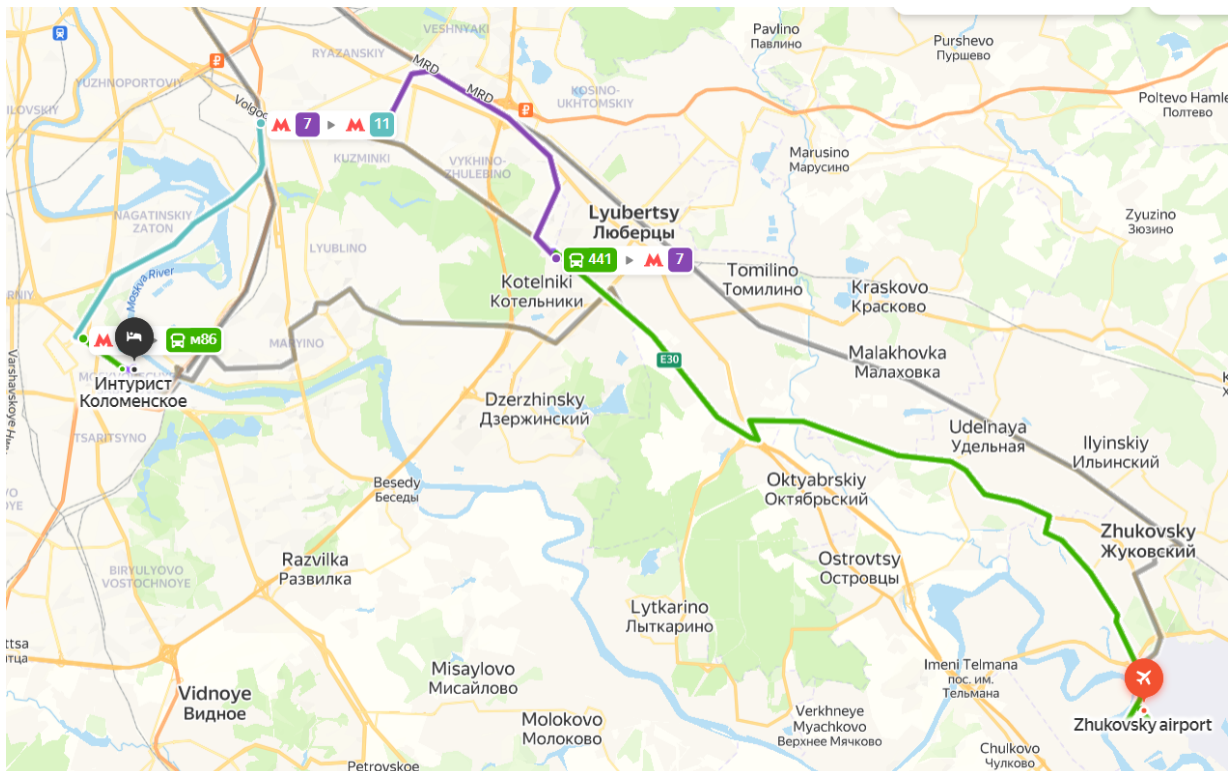 VESHNYAKI
Pavlino
Павлино
Purshevo
Пуршево
RYAZANSKIY
MRD
MRD
YUZHNOPORTOVIY
KOSINO-
UKHTOMSKIY
Poltevo Hamle
Полтево
7 11
KUZMINKI
VYKHINO-
ZHULEBINO
Marusino
Марусино
NAGATINSKIY
ZATON
Lyubertsy
Люберцы
Zyuzino
Зюзино
LYUBLINO
441 7
Moskva River
Kotelniki
Котельники
Tomilino
Томилино
Kraskovo
Красково
м86
MARYINO
E30
Malakhovka
Малаховка
Интурист
Коломенское
Varshavskoye
Dzerzhinsky
Дзержинский
TSARITSYNO
Udelnaya
Удельная
Ilyinskiy
Ильинский
Besedy
Беседы
Oktyabrskiy
Октябрьский
Zhukovsky
Жуковский
Razvilka
Развилка
BIRYULYOVO
VOSTOCHNOYE
Ostrovtsy
Островцы
Lytkarino
Лыткарино
Misaylovo
Мисайлово
Imeni Telmana
пос. им.
Тельмана
Vidnoye
Видное
Molokovo
Молоково
Verkhneye
Myachkovo
Верхнее Мячково
Zhukovsky airport
Chulkovo
Чулково
Petrovskoe